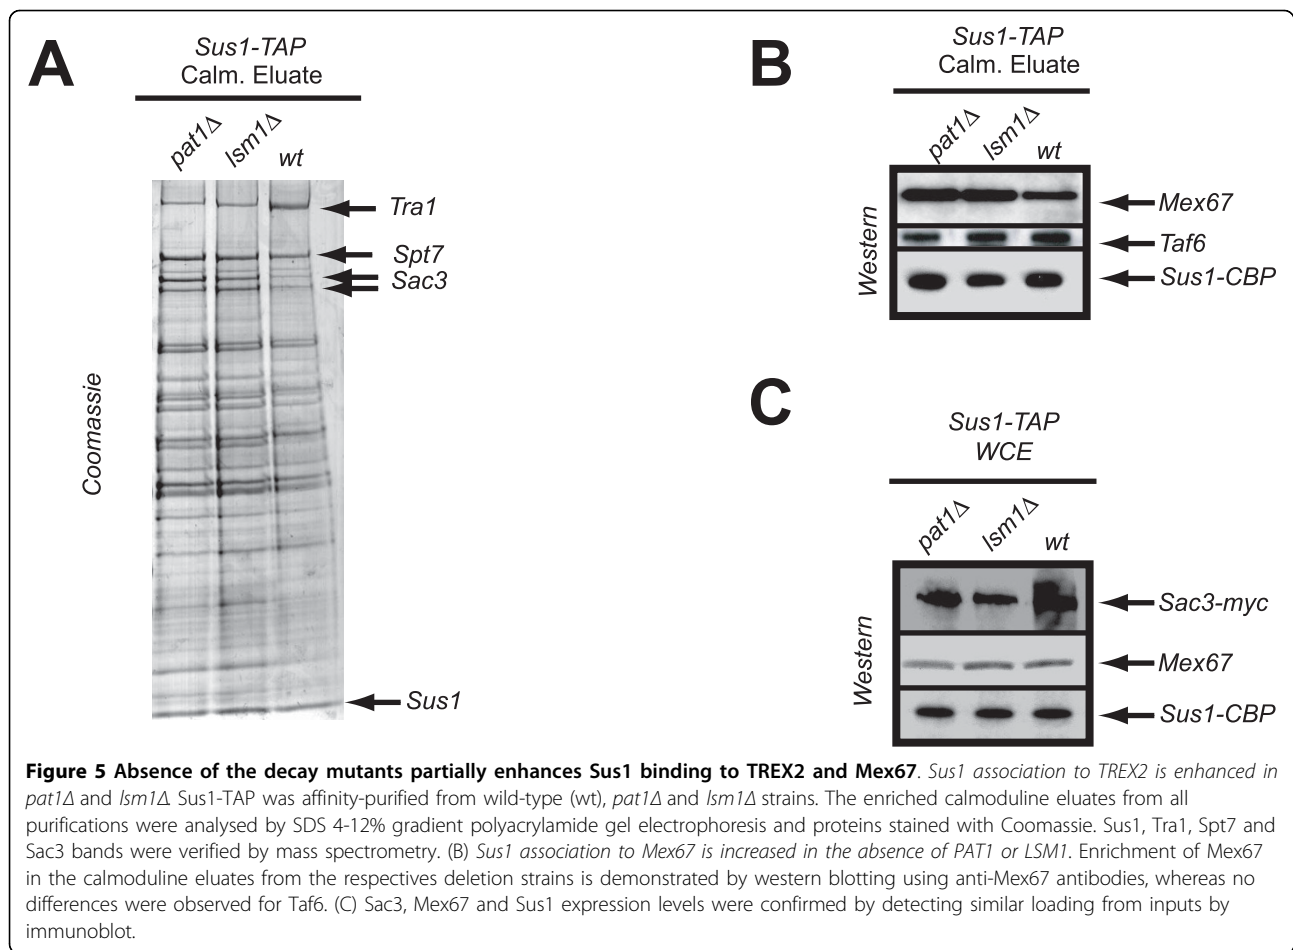 A
Sus1-TAP
Calm. Eluate
pat1Δ
lsm1Δ
wt
Tra1
Spt7
Sac3
Coomassie
Sus1
B
Sus1-TAP
Calm. Eluate
pat1Δ
lsm1Δ
wt
Western
Mex67
Taf6
Sus1-CBP
C
Sus1-TAP
WCE
pat1Δ
lsm1Δ
wt
Western
Sac3-myc
Mex67
Sus1-CBP
Figure 5 Absence of the decay mutants partially enhances Sus1 binding to TREX2 and Mex67. Sus1 association to TREX2 is enhanced in
pat1Δ and lsm1Δ. Sus1-TAP was affinity-purified from wild-type (wt), pat1Δ and lsm1Δ strains. The enriched calmoduline eluates from all
purifications were analysed by SDS 4-12% gradient polyacrylamide gel electrophoresis and proteins stained with Coomassie. Sus1, Tra1, Spt7 and
Sac3 bands were verified by mass spectrometry. (B) Sus1 association to Mex67 is increased in the absence of PAT1 or LSM1. Enrichment of Mex67
in the calmoduline eluates from the respectives deletion strains is demonstrated by western blotting using anti-Mex67 antibodies, whereas no
differences were observed for Taf6. (C) Sac3, Mex67 and Sus1 expression levels were confirmed by detecting similar loading from inputs by
immunoblot.